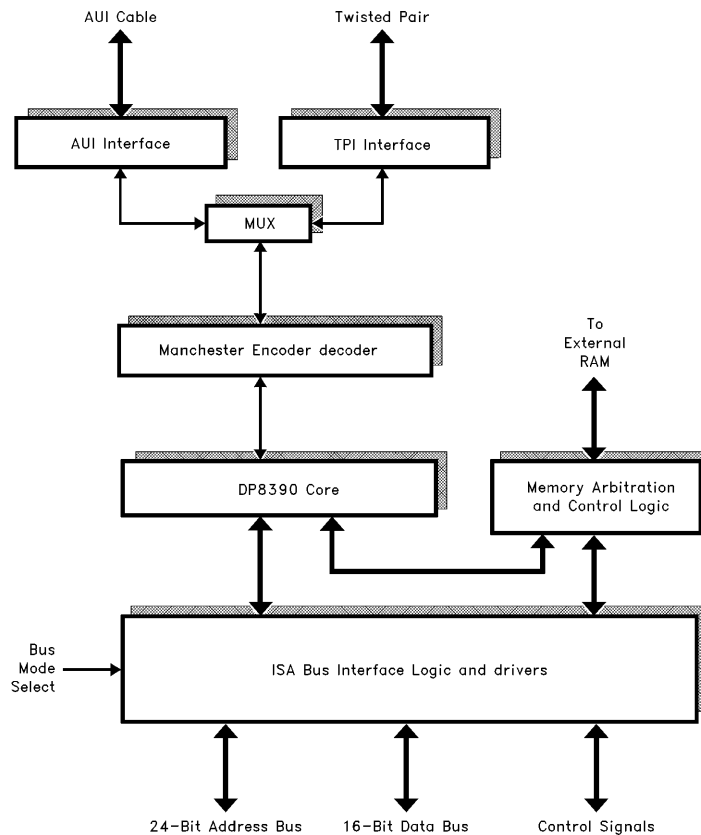 AUI Cable
Twisted Pair
AUI Interface
TPI Interface
MUX
Manchester Encoder decoder
To
External
RAM
DP8390 Core
Memory Arbitration
and Control Logic
Bus
Mode
Select
ISA Bus Interface Logic and drivers
24-Bit Address Bus
16-Bit Data Bus
Control Signals